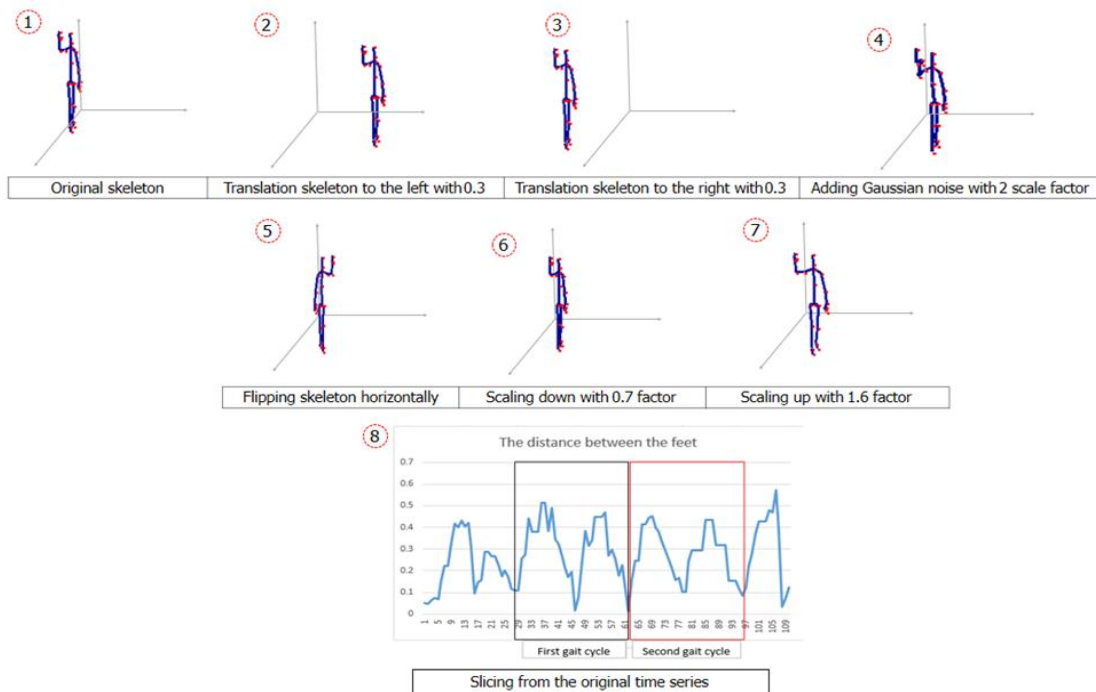 1
2
3
4
Original skeleton
Translation skeleton to the left with 0.3
Translation skeleton to the right with 0.3
Adding Gaussian noise with 2 scale factor
5
6
7
Flipping skeleton horizontally
Scaling down with 0.7 factor
Scaling up with 1.6 factor
8
The distance between the feet
0.7
0.6
0.5
0.4
0.3
0.2
0.1
0
1 5 9 13 17 21 25 29 33 37 41 45 49 53 57 61 65 69 73 77 81 85 89 93 97 101 105 109
First gait cycle
Second gait cycle
Slicing from the original time series